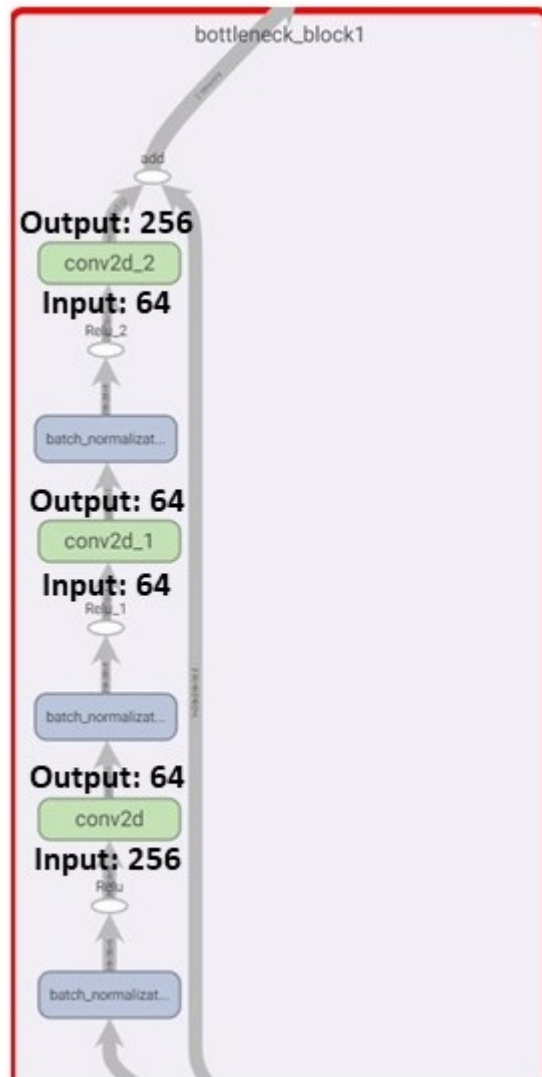 bottleneck_block1
add
Output: 256
conv2d_2
Input: 64
Relu_2
batch_normalizat...
Output: 64
conv2d_1
Input: 64
Relu_1
batch_normalizat...
Output: 64
conv2d
Input: 256
Relu
batch_normalizat...